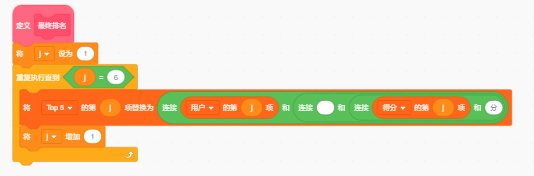 定义 最终排名
将 j 设为 1
重复执行直到 j = 6
将 Top 5 的第 j 项替换为 连接 用户 的第 j 项 和 连接 和 连接 得分 的第 j 项 和 分
将 j 增加 1